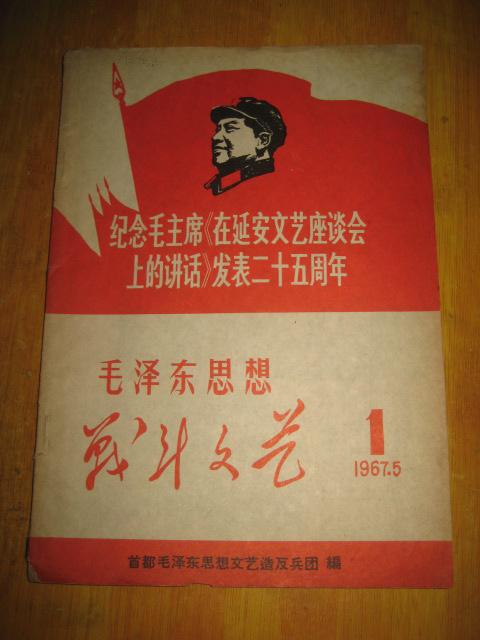 纪念毛主席《在延安文艺座谈会
上的讲话》发表二十五周年
毛泽东思想
战斗文艺
1
1967.5
首都毛泽东思想文艺造反兵团 編